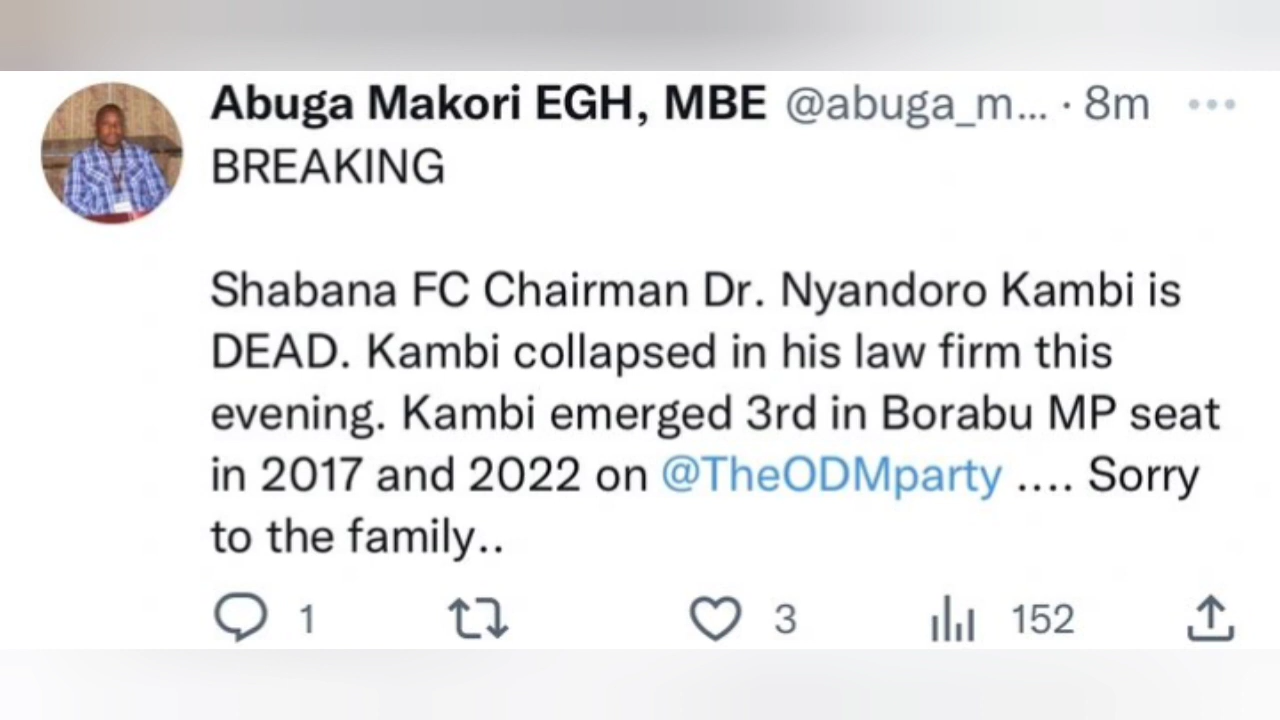 Abuga Makori EGH, MBE @abuga_m... · 8m
BREAKING
Shabana FC Chairman Dr. Nyandoro Kambi is
DEAD. Kambi collapsed in his law firm this
evening. Kambi emerged 3rd in Borabu MP seat
in 2017 and 2022 on @TheODMparty .... Sorry
to the family..
1 3 152